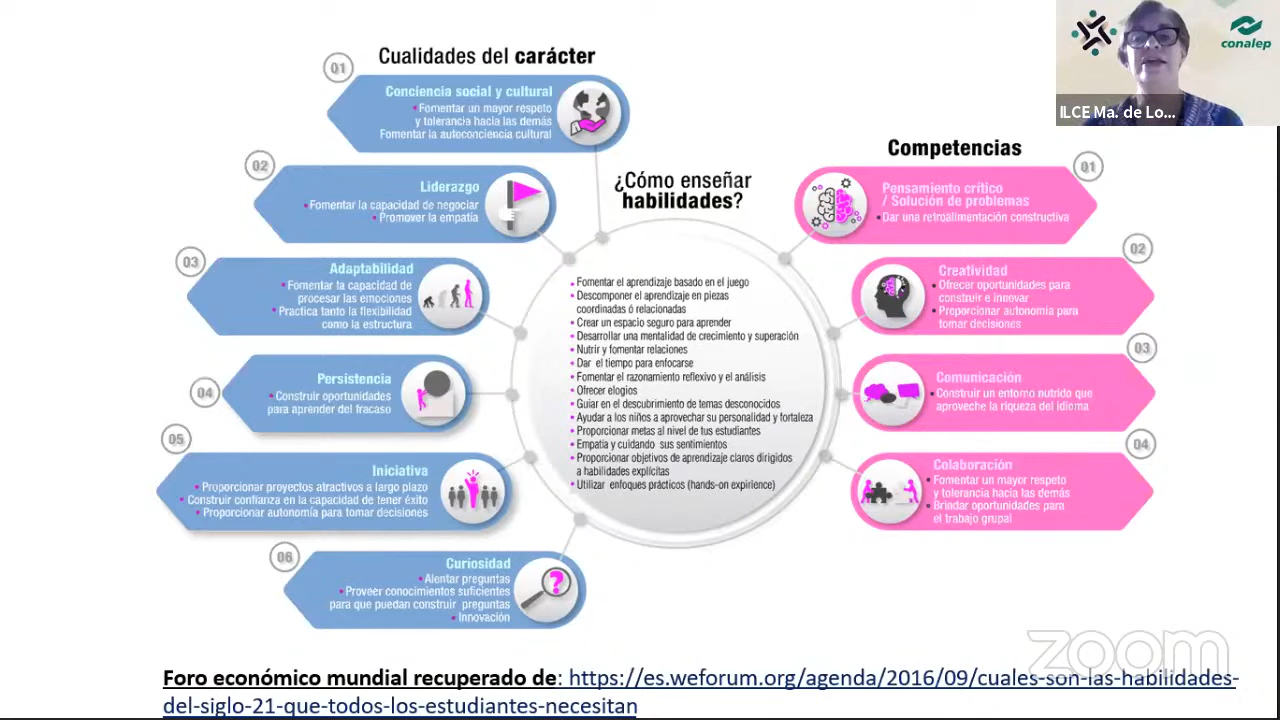 Cualidades del carácter
01
Conciencia social y cultural
• Fomentar un mayor respeto
y tolerancia hacia las demás
Fomentar la autoconciencia cultural
02
Liderazgo
• Fomentar la capacidad de negociar
• Promover la empatía
03
Adaptabilidad
• Fomentar la capacidad de
procesar las emociones
• Practica tanto la flexibilidad
como la estructura
04
Persistencia
• Construir oportunidades
para aprender del fracaso
05
Iniciativa
• Proporcionar proyectos atractivos a largo plazo
• Construir confianza en la capacidad de tener éxito
• Proporcionar autonomía para tomar decisiones
06
Curiosidad
• Alentar preguntas
• Proveer conocimientos suficientes
para que puedan construir preguntas
• Innovación
¿Cómo enseñar
habilidades?
• Fomentar el aprendizaje basado en el juego
• Descomponer el aprendizaje en piezas
coordinadas ó relacionadas
• Crear un espacio seguro para aprender
• Desarrollar una mentalidad de crecimiento y superación
• Nutrir y fomentar relaciones
• Dar el tiempo para enfocarse
• Fomentar el razonamiento reflexivo y el análisis
• Ofrecer elogios
• Guiar en el descubrimiento de temas desconocidos
• Ayudar a los niños a aprovechar su personalidad y fortaleza
• Proporcionar metas al nivel de tus estudiantes
• Empatía y cuidando sus sentimientos
• Proporcionar objetivos de aprendizaje claros dirigidos
a habilidades explícitas
• Utilizar enfoques prácticos (hands-on expirience)
Competencias
01
Pensamiento crítico
/ Solución de problemas
• Dar una retroalimentación constructiva
02
Creatividad
• Ofrecer oportunidades para
construir e innovar
• Proporcionar autonomía para
tomar decisiones
03
Comunicación
• Construir un entorno nutrido que
aproveche la riqueza del idioma
04
Colaboración
• Fomentar un mayor respeto
y tolerancia hacia las demás
• Brindar oportunidades para
el trabajo grupal
conalep
ILCE Ma. de Lo...
zoom
Foro económico mundial recuperado de: https://es.weforum.org/agenda/2016/09/cuales-son-las-habilidades-
del-siglo-21-que-todos-los-estudiantes-necesitan